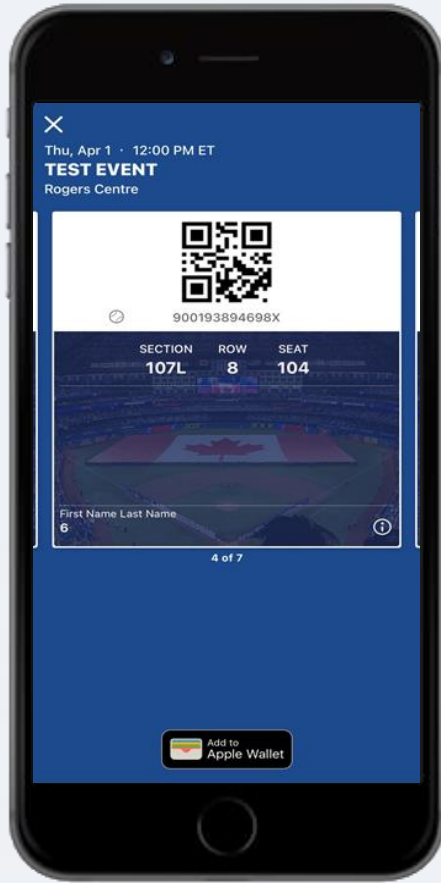 Thu, Apr 1 · 12:00 PM ET
TEST EVENT
Rogers Centre
900193894698X
SECTION ROW SEAT
107L 8 104
First Name Last Name
6
4 of 7
Add to
Apple Wallet